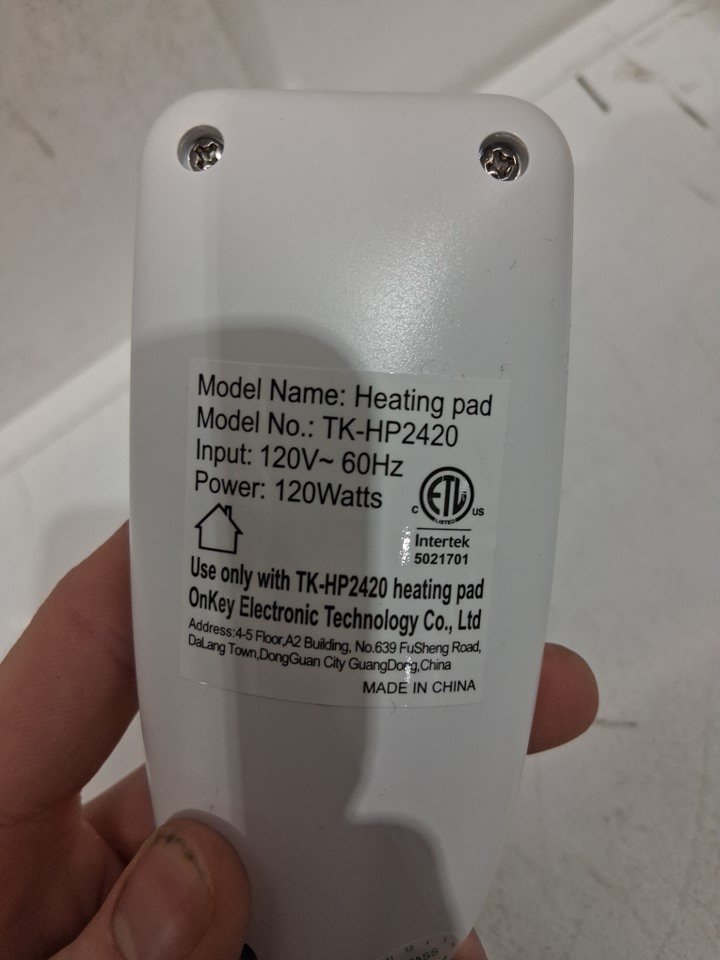 Model Name: Heating pad
Model No.: TK-HP2420
Input: 120V~ 60Hz
Power: 120Watts
C ETL US
LISTED
Intertek
5021701
Use only with TK-HP2420 heating pad
OnKey Electronic Technology Co., Ltd
Address:4-5 Floor,A2 Building, No.639 FuSheng Road,
DaLang Town,DongGuan City GuangDong,China
MADE IN CHINA